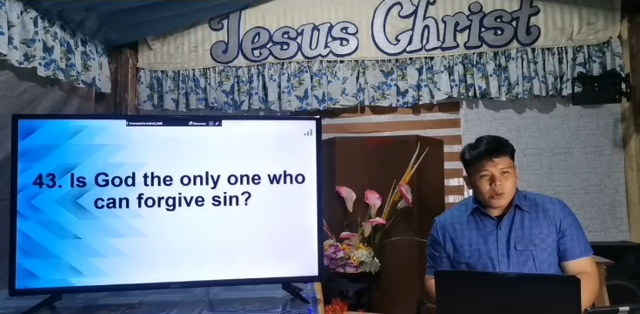 Jesus Christ
43. Is God the only one who
can forgive sin?